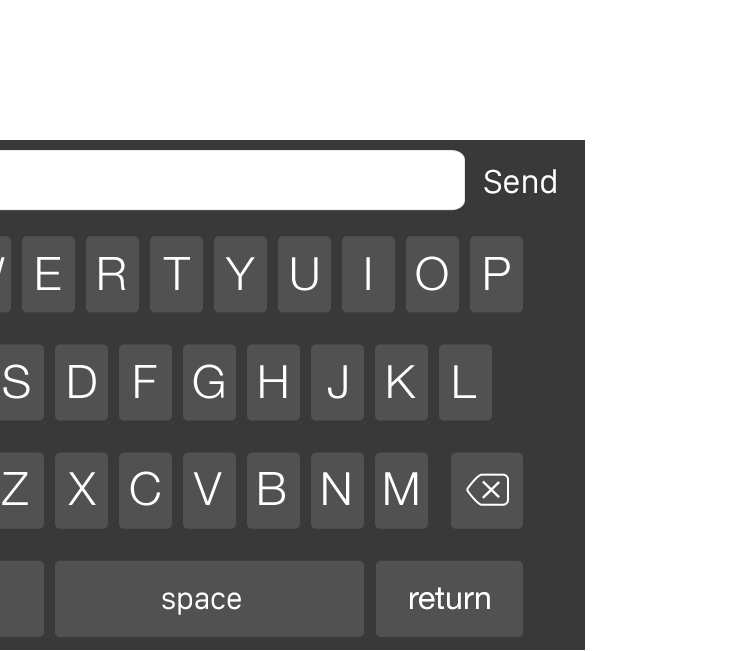 Send
E R T Y U I O P
S D F G H J K L
Z X C V B N M
space return